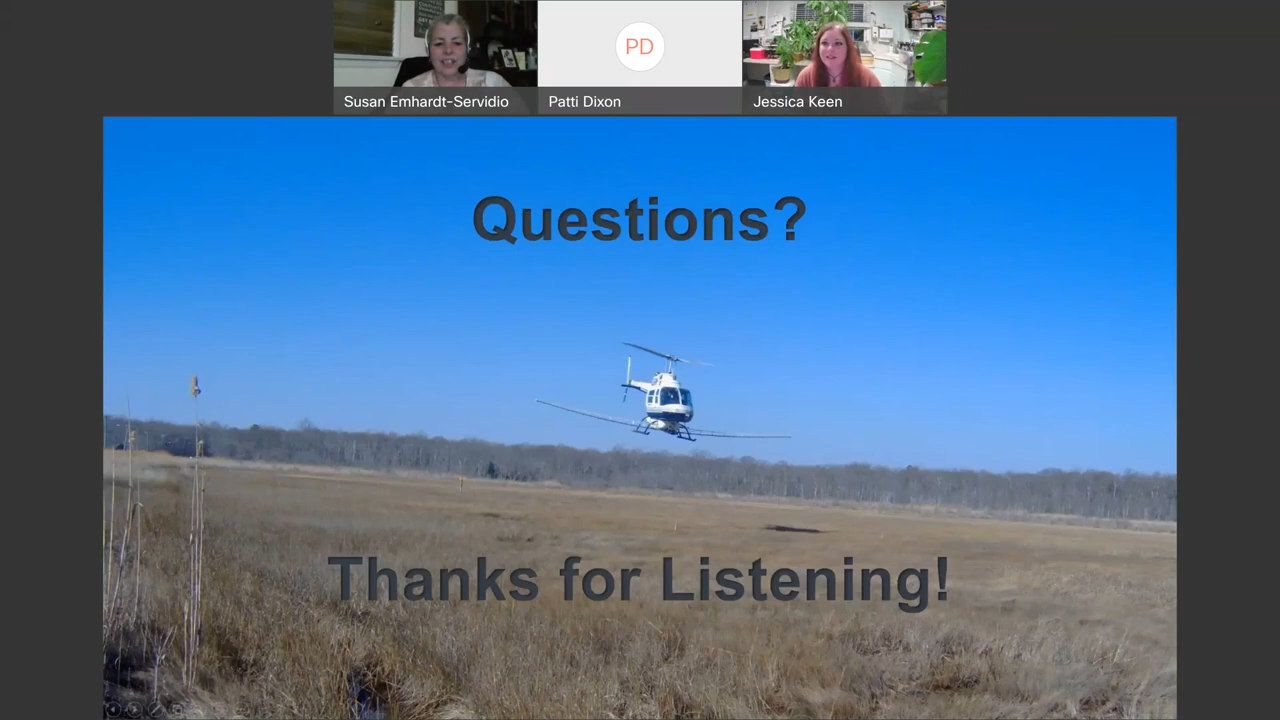 Susan Emhardt-Servidio
PD
Patti Dixon
Jessica Keen
Questions?
Thanks for Listening!